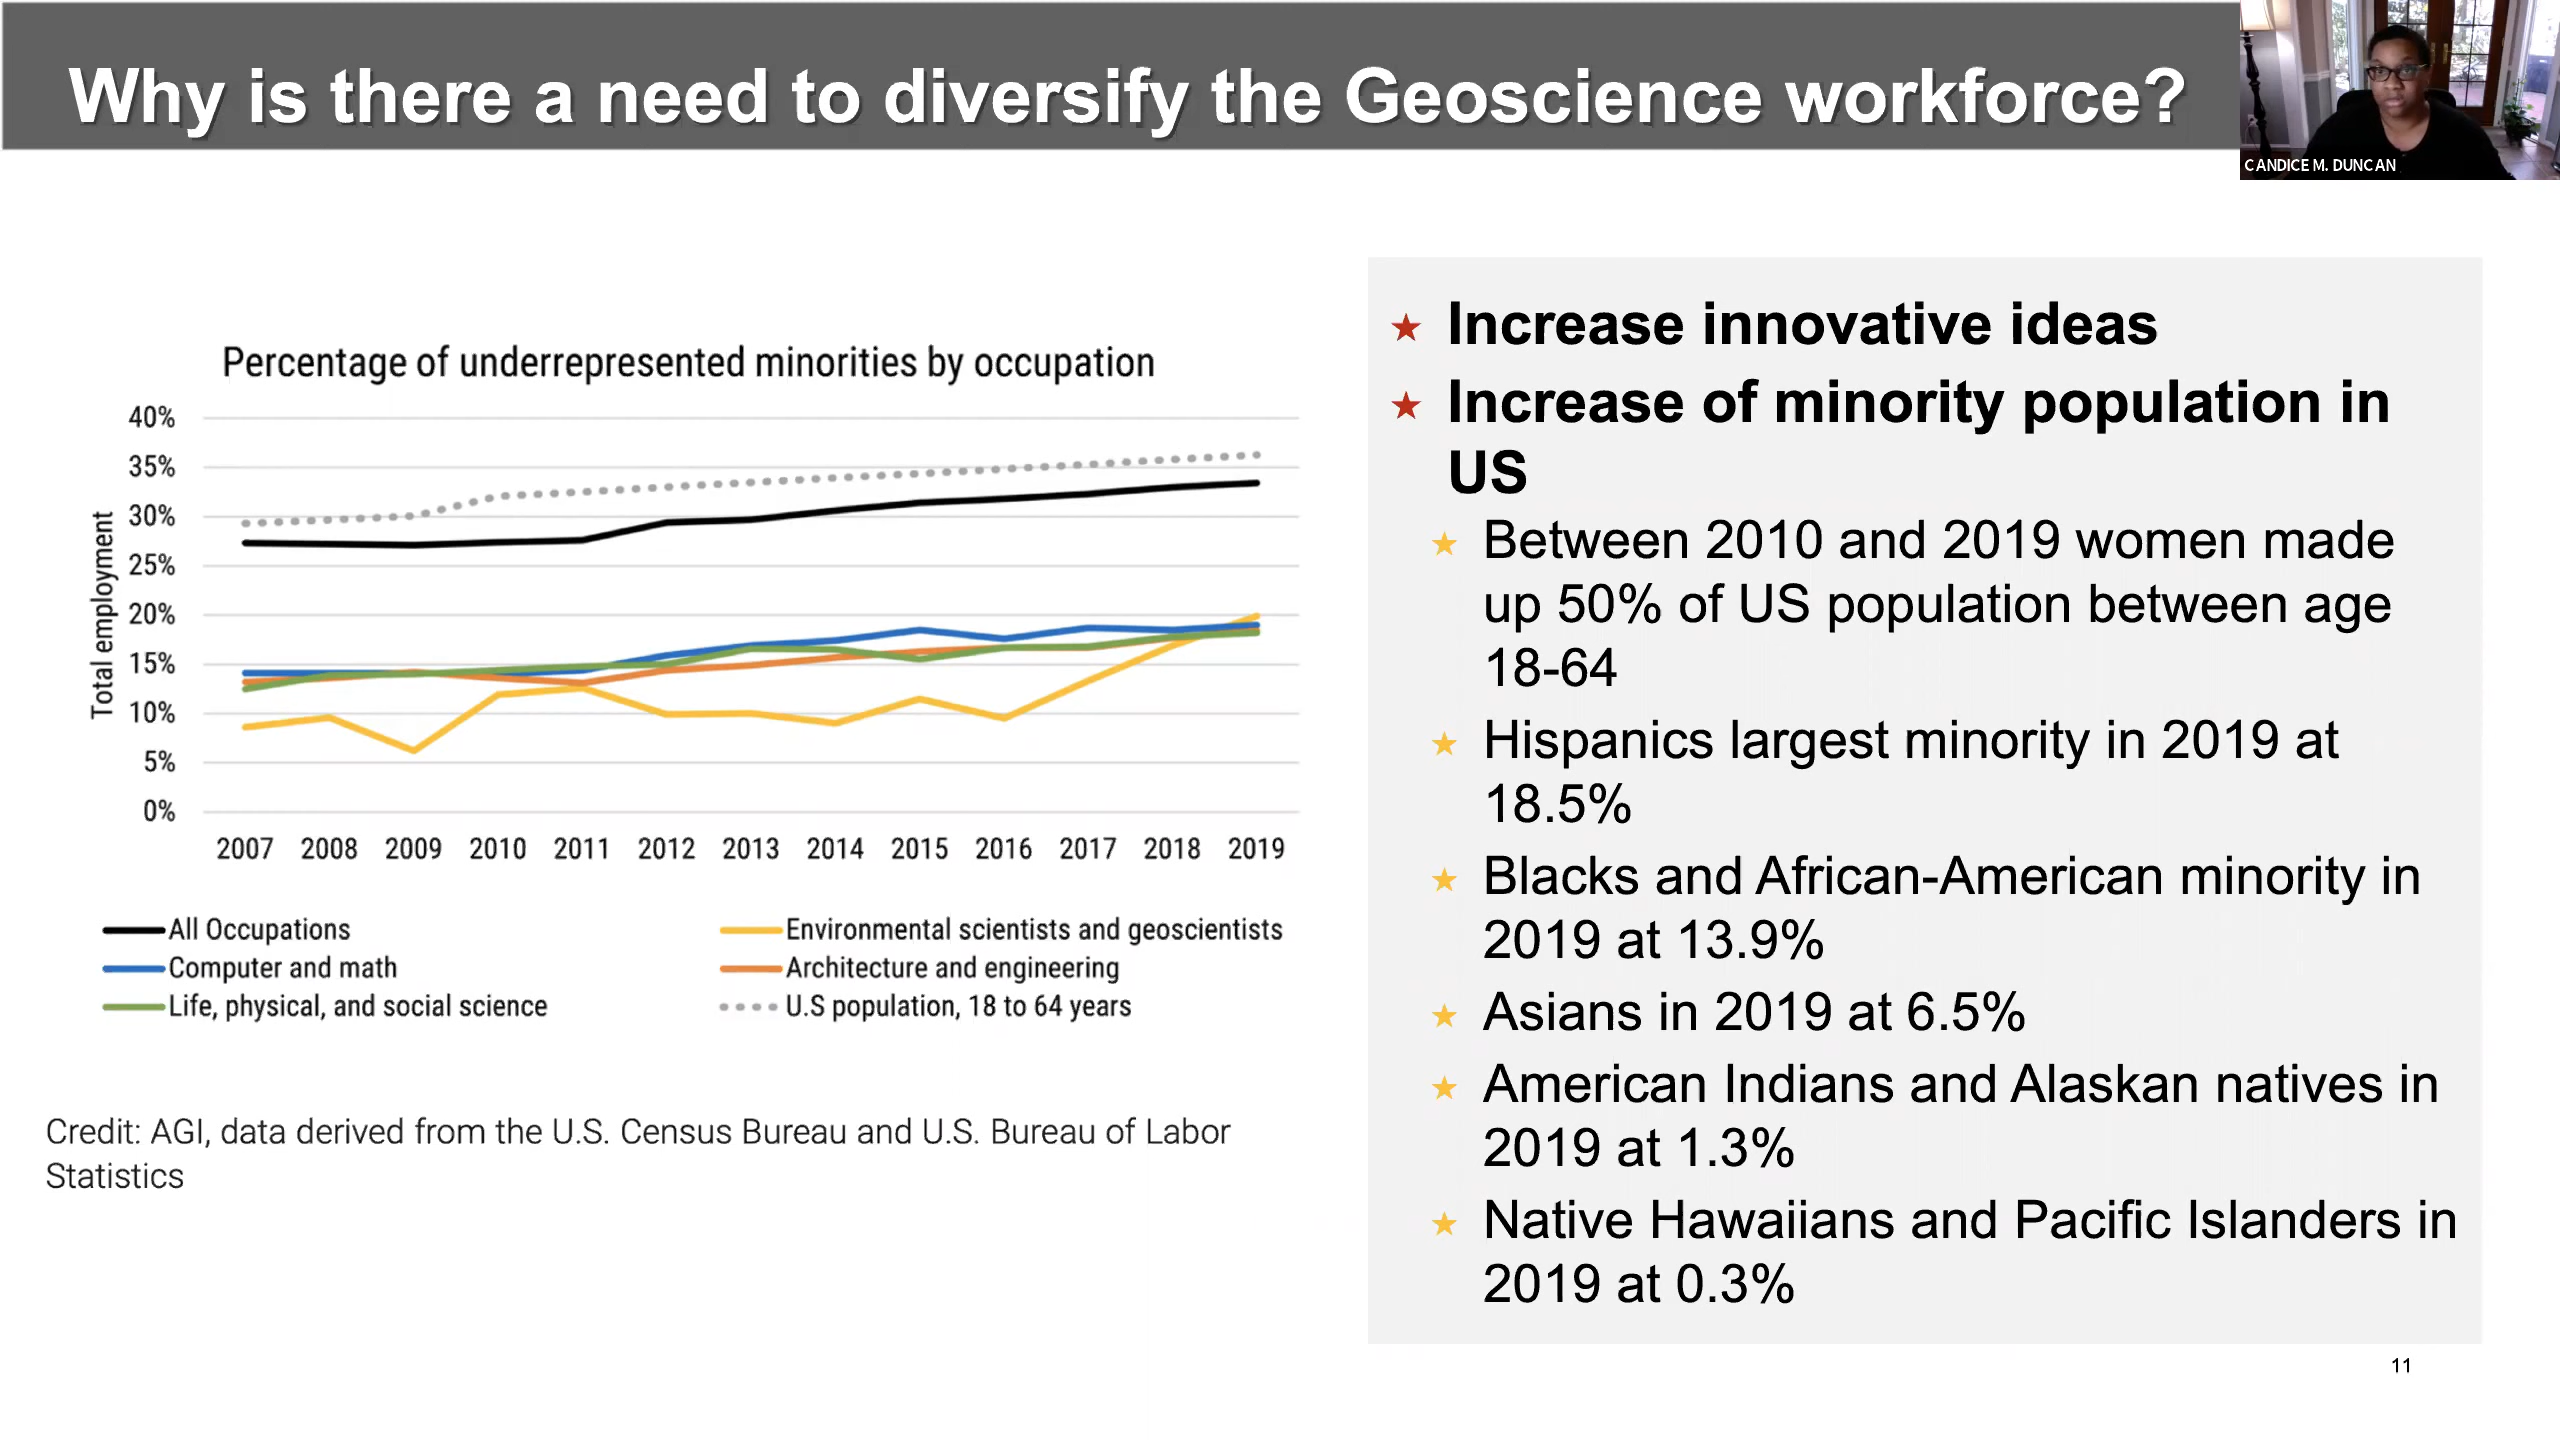 Why is there a need to diversify the Geoscience workforce?
CANDICE M. DUNCAN
Percentage of underrepresented minorities by occupation
Total employment
40%
35%
30%
25%
20%
15%
10%
5%
0%
2007 2008 2009 2010 2011 2012 2013 2014 2015 2016 2017 2018 2019
All Occupations
Environmental scientists and geoscientists
Computer and math
Architecture and engineering
Life, physical, and social science
U.S population, 18 to 64 years
Credit: AGI, data derived from the U.S. Census Bureau and U.S. Bureau of Labor
Statistics
Increase innovative ideas
Increase of minority population in
US
Between 2010 and 2019 women made
up 50% of US population between age
18-64
Hispanics largest minority in 2019 at
18.5%
Blacks and African-American minority in
2019 at 13.9%
Asians in 2019 at 6.5%
American Indians and Alaskan natives in
2019 at 1.3%
Native Hawaiians and Pacific Islanders in
2019 at 0.3%
11